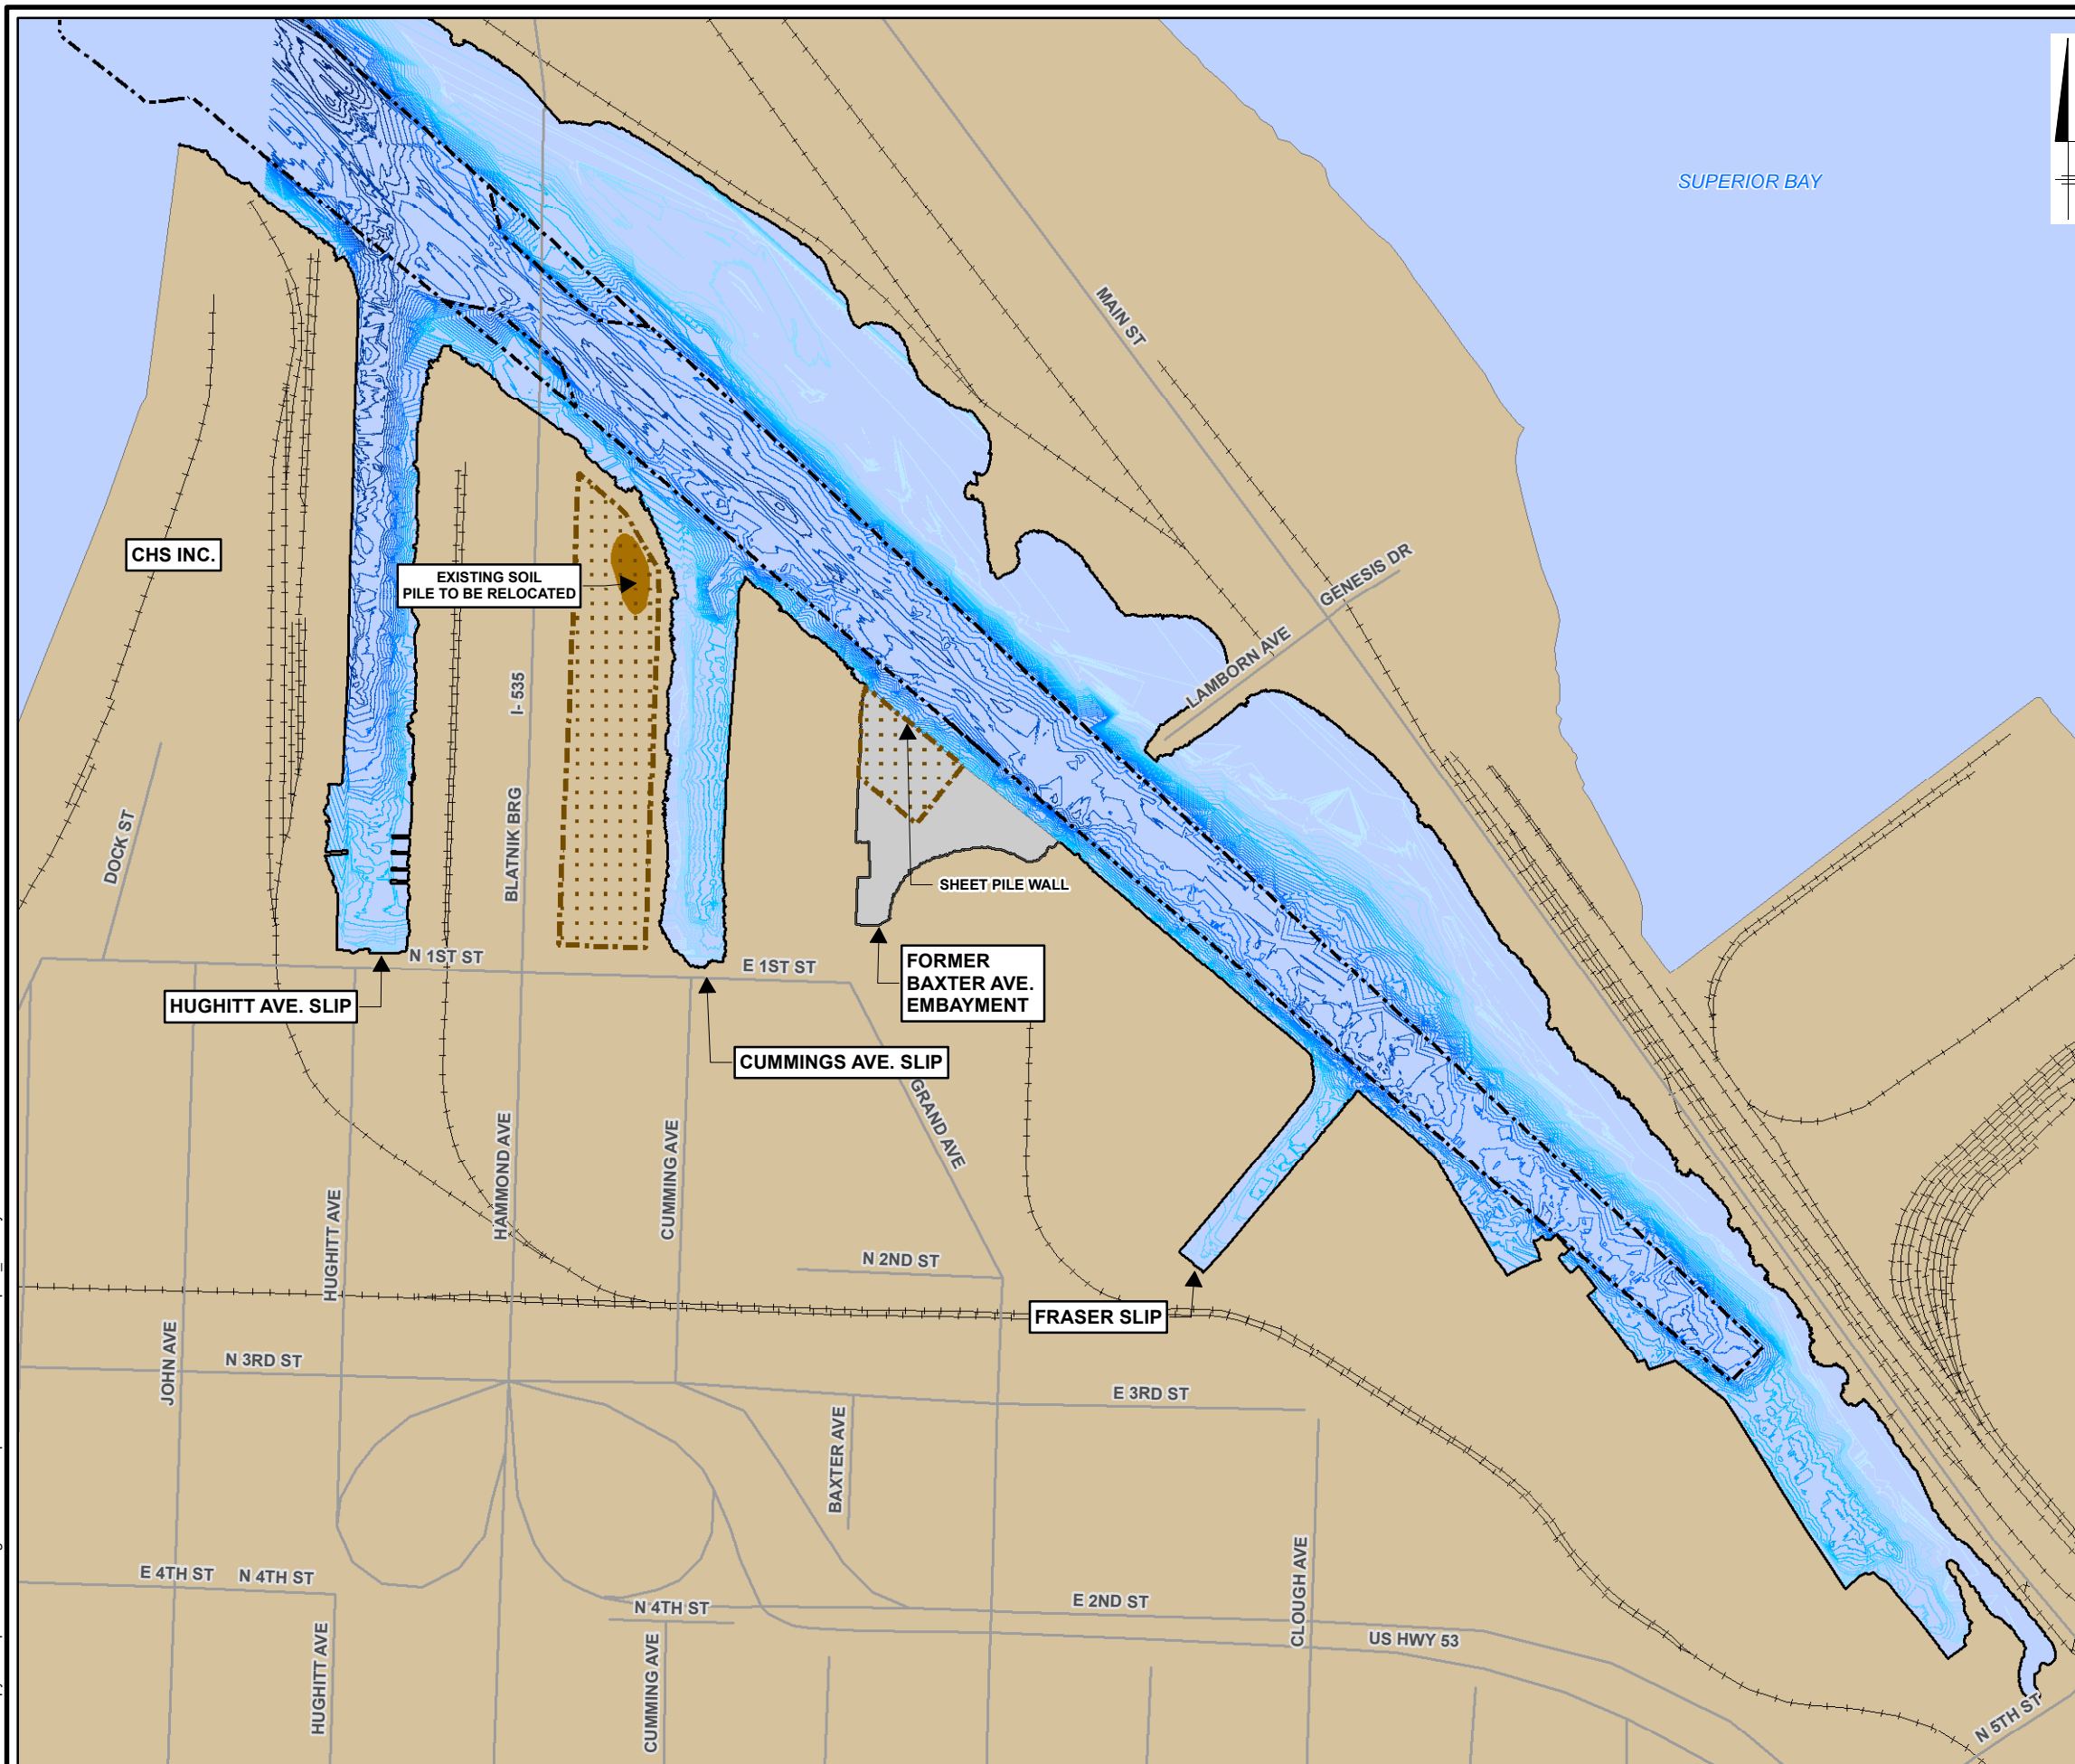 SUPERIOR BAY
MAIN ST
CHS INC.
EXISTING SOIL
PILE TO BE RELOCATED
GENESIS DR
LAMBORN AVE
I- 535
BLATNIK BRG
DOCK ST
SHEET PILE WALL
N 1ST ST
E 1ST ST
FORMER
BAXTER AVE.
EMBAYMENT
HUGHITT AVE. SLIP
CUMMINGS AVE. SLIP
GRAND AVE
HAMMOND AVE
CUMMING AVE
HUGHITT AVE
N 2ND ST
FRASER SLIP
JOHN AVE
N 3RD ST
E 3RD ST
BAXTER AVE
E 4TH ST
N 4TH ST
N 4TH ST
E 2ND ST
CLOUGH AVE
US HWY 53
HUGHITT AVE
CUMMING AVE
N 5TH ST